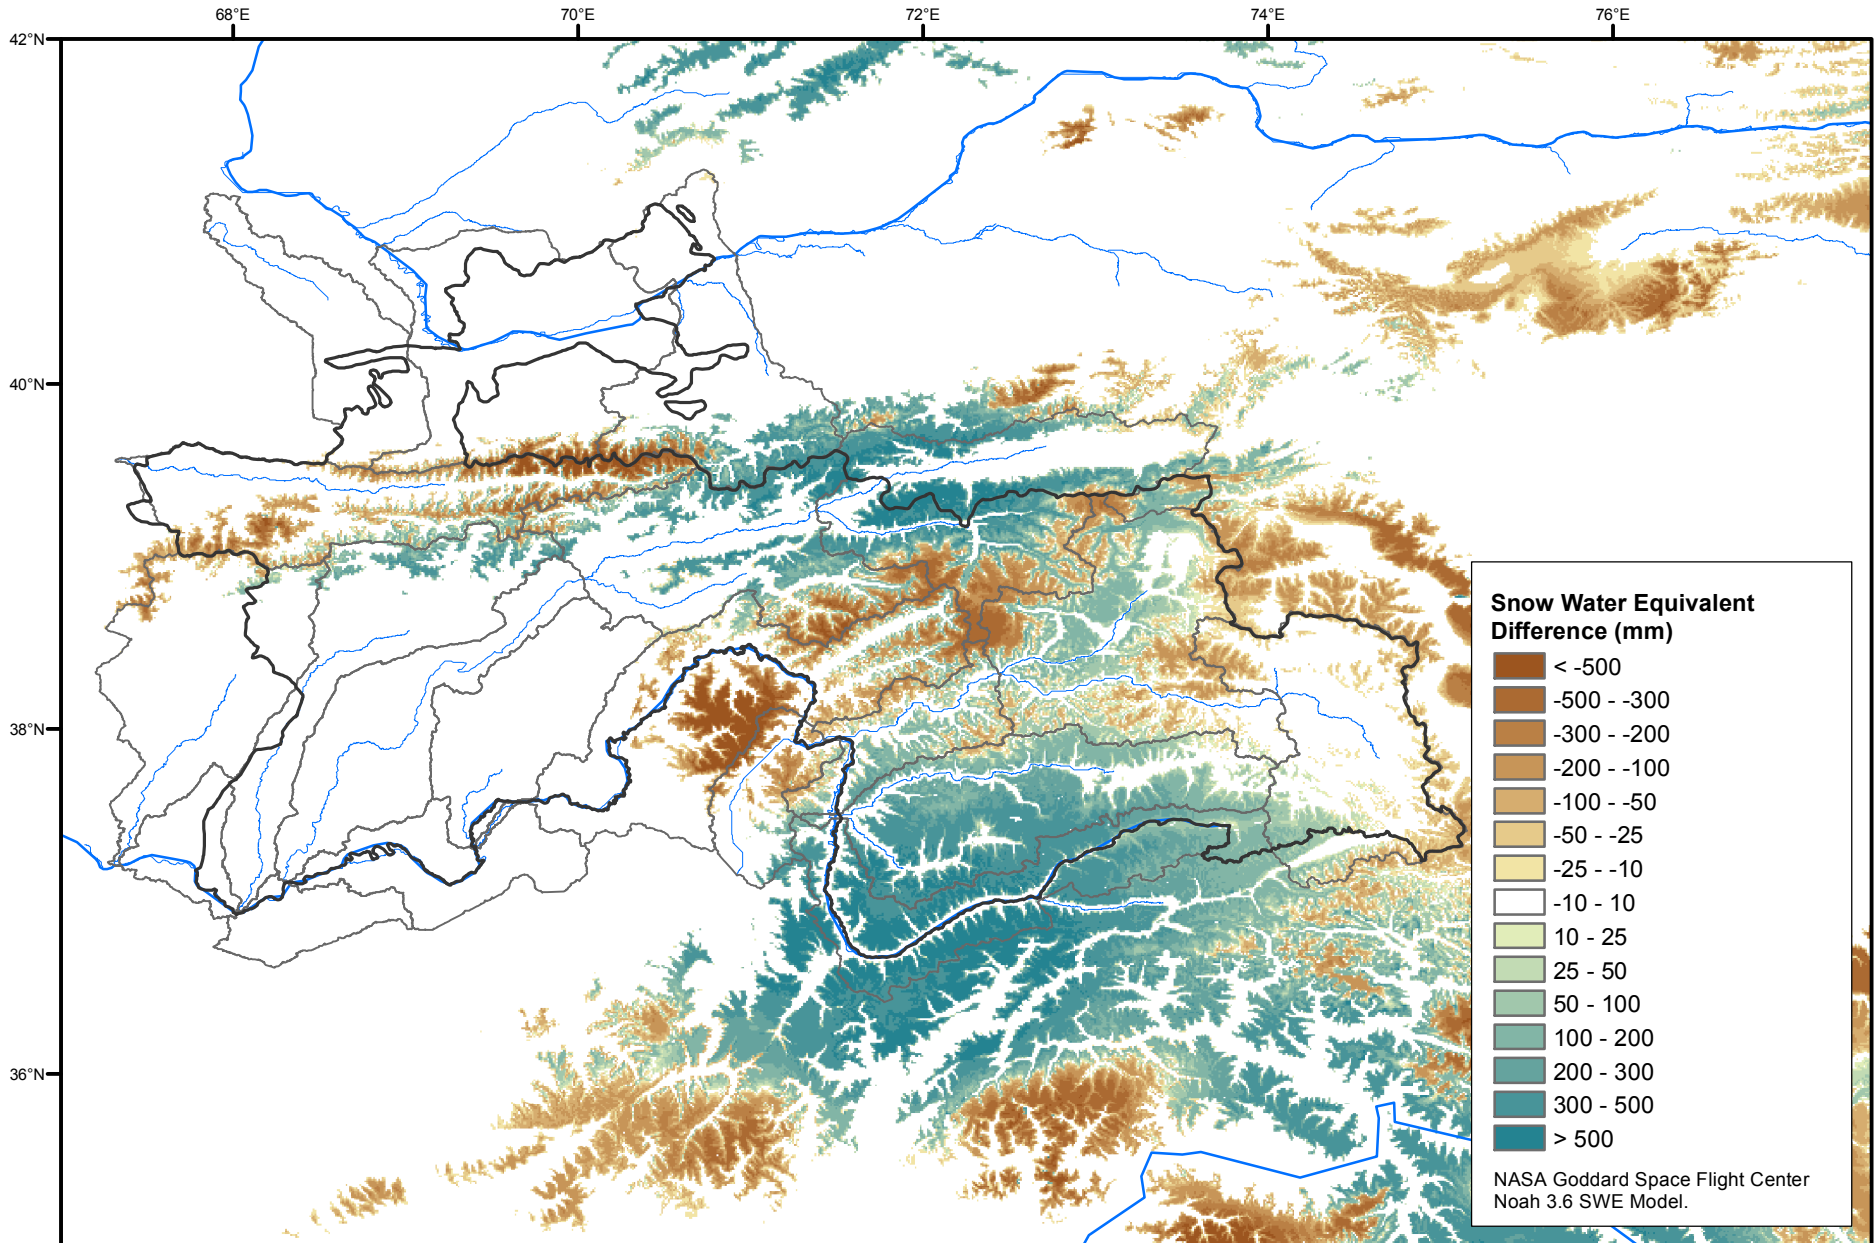 68°E 70°E 72°E 74°E 76°E
42°N
40°N
38°N
36°N
Snow Water Equivalent
Difference (mm)
< -500
-500 - -300
-300 - -200
-200 - -100
-100 - -50
-50 - -25
-25 - -10
-10 - 10
10 - 25
25 - 50
50 - 100
100 - 200
200 - 300
300 - 500
> 500
NASA Goddard Space Flight Center
Noah 3.6 SWE Model.